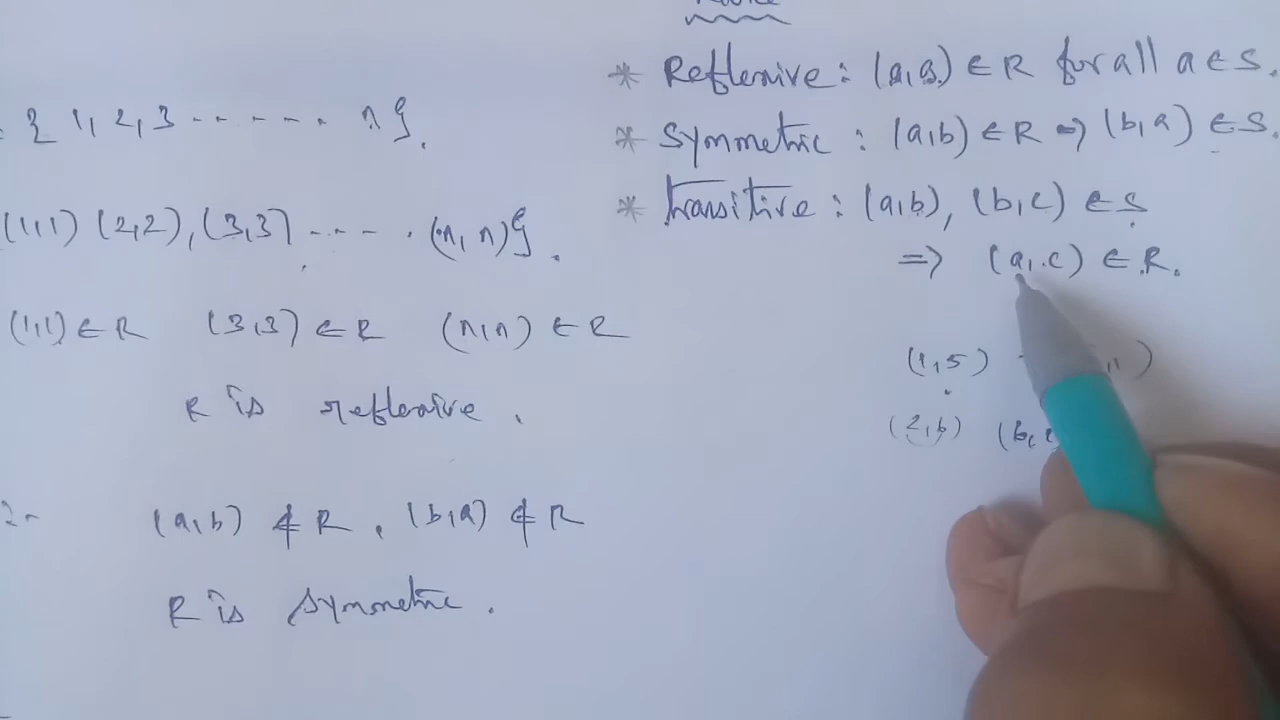 { 1, 2, 3 ...... n }.
(1,1) (2,2), (3,3) ..... (n, n) }.
(1,1) ∈ R (3,3) ∈ R (n,n) ∈ R
R is reflexive.
(a,b) ∉ R, (b,a) ∉ R
R is symmetric.
* Reflexive : (a,a) ∈ R for all a ∈ S.
* Symmetric : (a,b) ∈ R => (b,a) ∈ S.
* Transitive : (a,b), (b,c) ∈ S
=> (a,c) ∈ R.
(1,5)
(2,b)